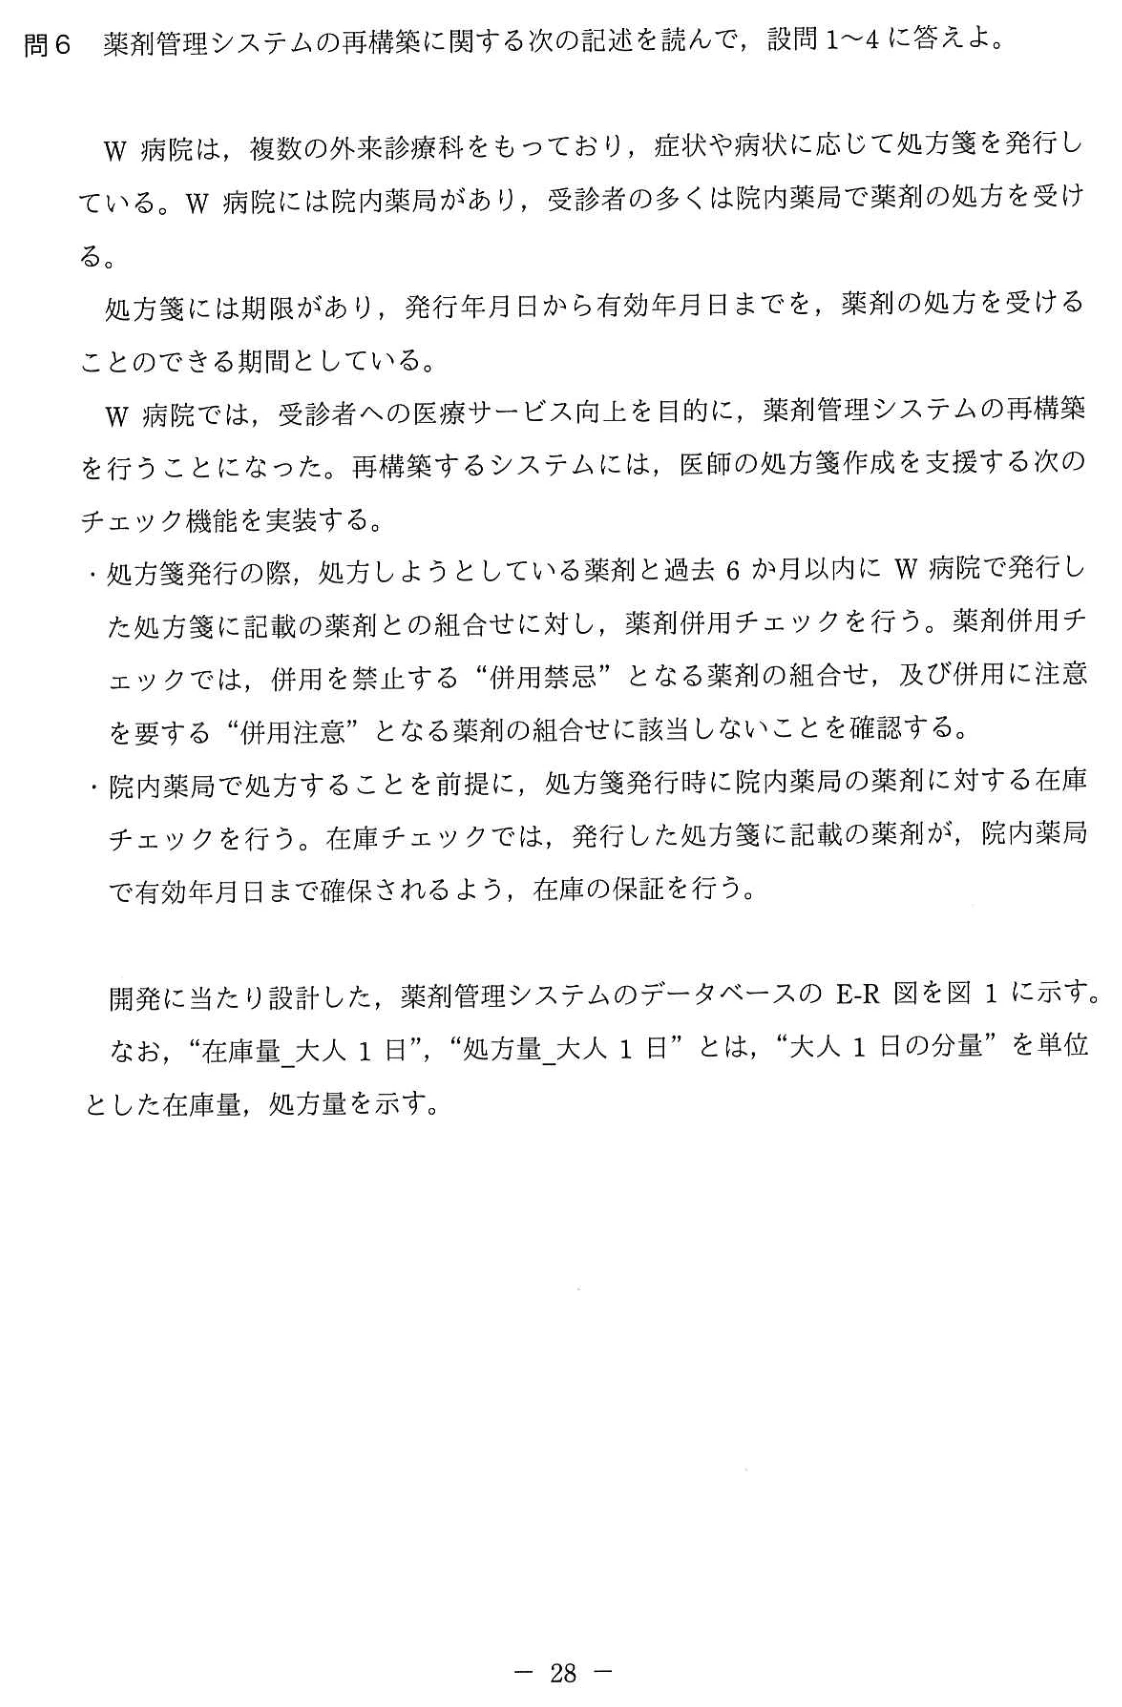 問6 薬剤管理システムの再構築に関する次の記述を読んで，設問1～4に答えよ。
W 病院は，複数の外来診療科をもっており，症状や病状に応じて処方箋を発行し
ている。W 病院には院内薬局があり，受診者の多くは院内薬局で薬剤の処方を受け
る。
処方箋には期限があり，発行年月日から有効年月日までを，薬剤の処方を受ける
ことのできる期間としている。
W 病院では，受診者への医療サービス向上を目的に，薬剤管理システムの再構築
を行うことになった。再構築するシステムには，医師の処方箋作成を支援する次の
チェック機能を実装する。
・処方箋発行の際，処方しようとしている薬剤と過去 6 か月以内に W 病院で発行し
た処方箋に記載の薬剤との組合せに対し，薬剤併用チェックを行う。薬剤併用チ
ェックでは，併用を禁止する“併用禁忌”となる薬剤の組合せ，及び併用に注意
を要する“併用注意”となる薬剤の組合せに該当しないことを確認する。
・院内薬局で処方することを前提に，処方箋発行時に院内薬局の薬剤に対する在庫
チェックを行う。在庫チェックでは，発行した処方箋に記載の薬剤が，院内薬局
で有効年月日まで確保されるよう，在庫の保証を行う。
開発に当たり設計した，薬剤管理システムのデータベースの E-R 図を図 1 に示す。
なお，“在庫量_大人 1 日”，“処方量_大人 1 日”とは，“大人 1 日の分量”を単位
とした在庫量，処方量を示す。
－ 28 －